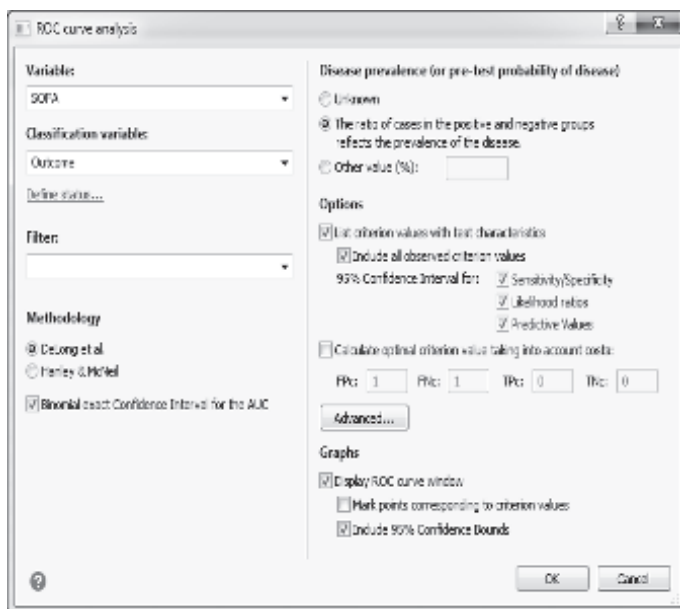 ROC curve analysis
Variable:
SOFA
Classification variable:
Outcome
Define status...
Filter:
Methodology
DeLong et al.
Hanley & McNeil
Binomial exact Confidence Interval for the AUC
Disease prevalence (or pre-test probability of disease)
Unknown
The ratio of cases in the positive and negative groups
reflects the prevalence of the disease.
Other value (%):
Options
List criterion values with test characteristics
Include all observed criterion values
95% Confidence Interval for:
Sensitivity/Specificity
Likelihood ratios
Predictive Values
Calculate optimal criterion value taking into account costs:
FPc: 1 FNc: 1 TPc: 0 TNc: 0
Advanced...
Graphs
Display ROC curve window
Mark points corresponding to criterion values
Include 95% Confidence Bounds
? OK Cancel